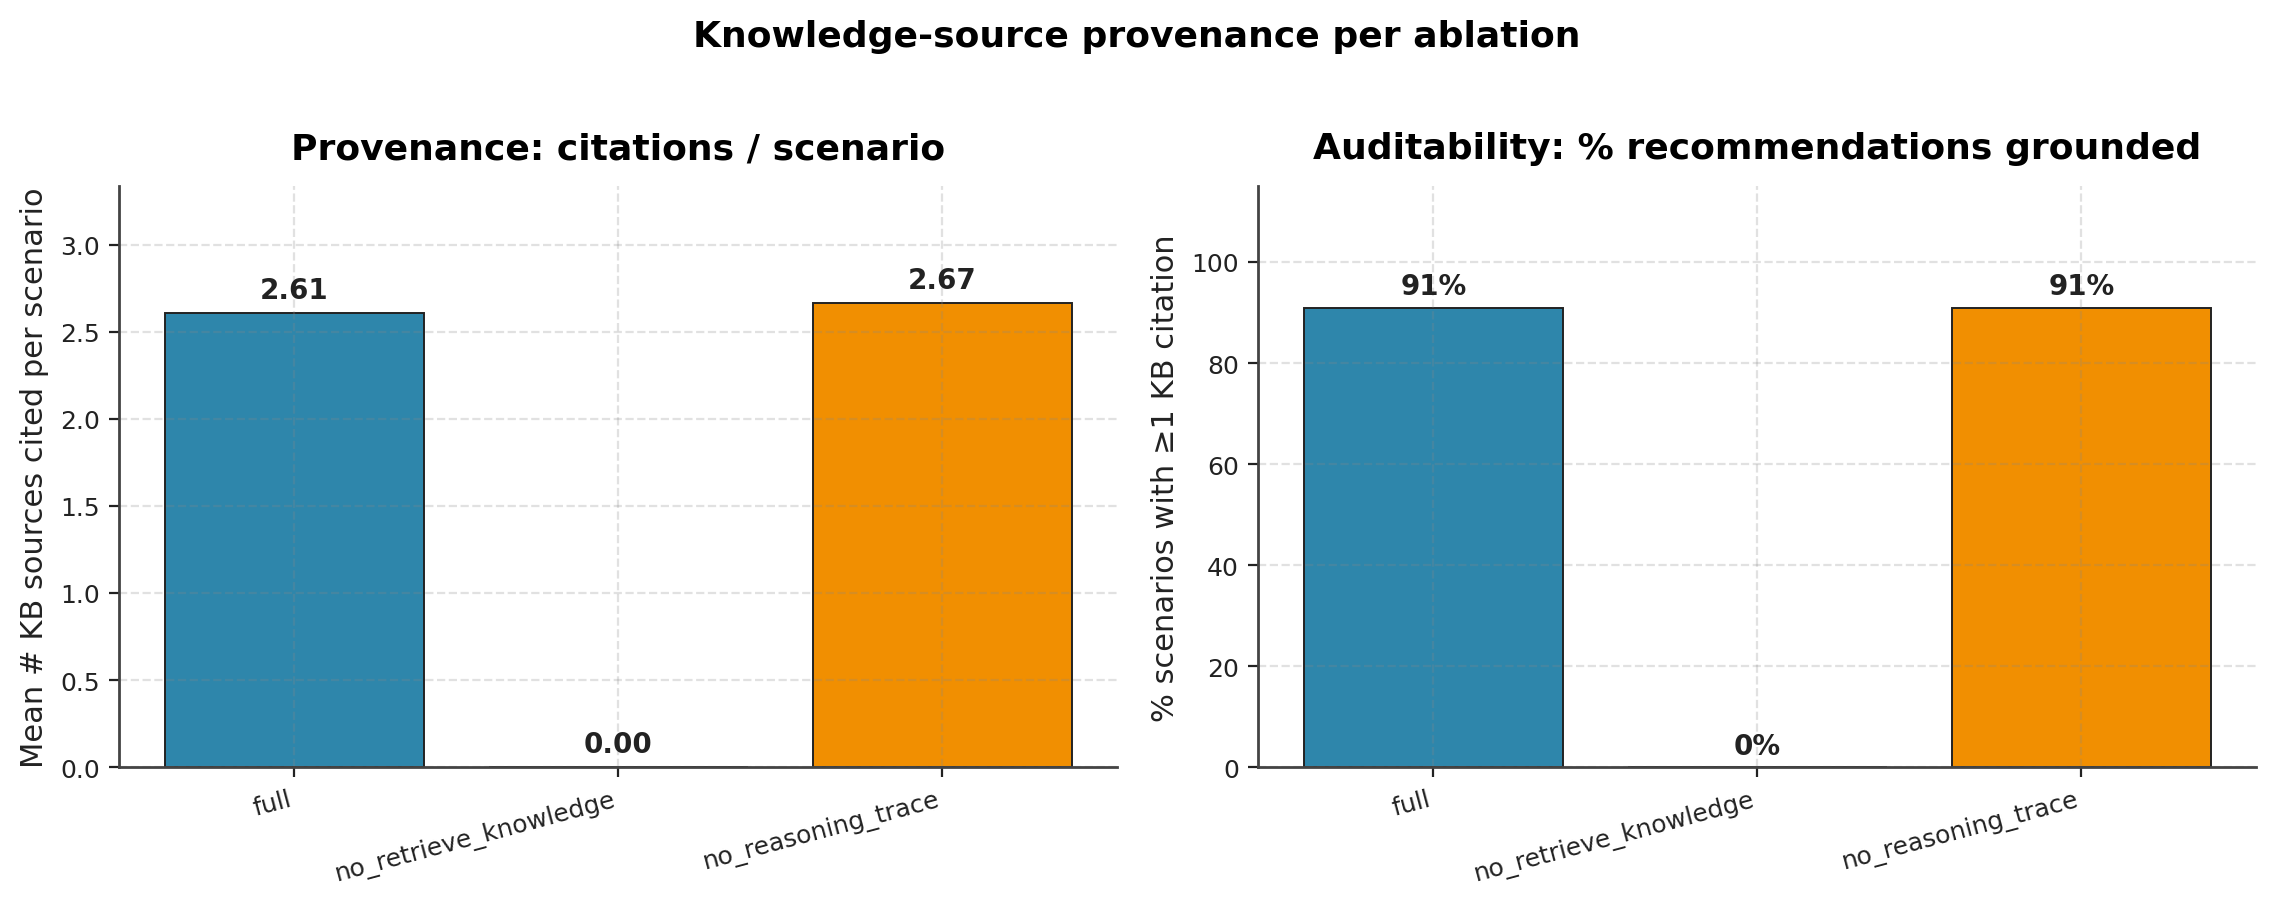 Knowledge-source provenance per ablation
Provenance: citations / scenario
Mean # KB sources cited per scenario
3.0
2.5
2.0
1.5
1.0
0.5
0.0
2.61
0.00
2.67
full
no_retrieve_knowledge
no_reasoning_trace
Auditability: % recommendations grounded
% scenarios with ≥1 KB citation
100
80
60
40
20
0
91%
0%
91%
full
no_retrieve_knowledge
no_reasoning_trace